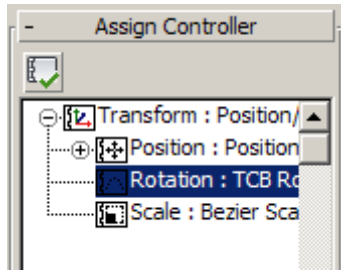 - Assign Controller
Transform : Position/
Position : Position
Rotation : TCB Ro
Scale : Bezier Sca